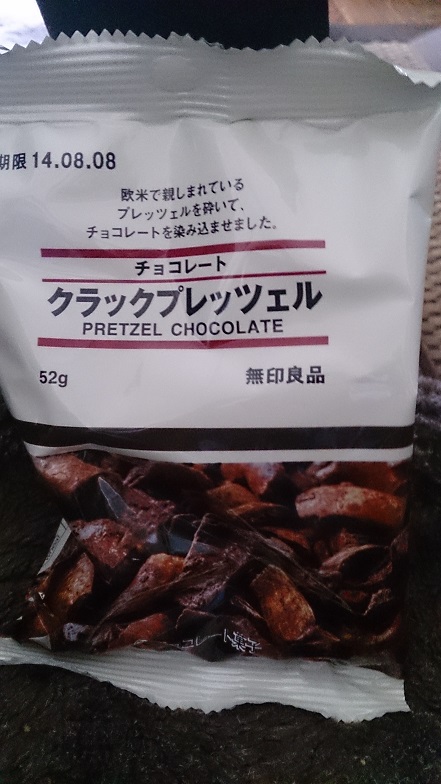 期限 14.08.08
欧米で親しまれている
プレッツェルを砕いて、
チョコレートを染み込ませました。
チョコレート
クラックプレッツェル
PRETZEL CHOCOLATE
52g 無印良品